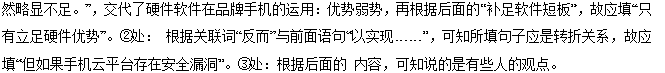 然略显不足。”,交代了硬件软件在品牌手机的运用:优势弱势,再根据后面的“补足软件短板”,故应填“只
有立足硬件优势”。②处: 根据关联词“反而”与前面语句“以实现……”,可知所填句子应是转折关系,故应
填“但如果手机云平台存在安全漏洞”。③处:根据后面的 内容,可知说的是有些人的观点。